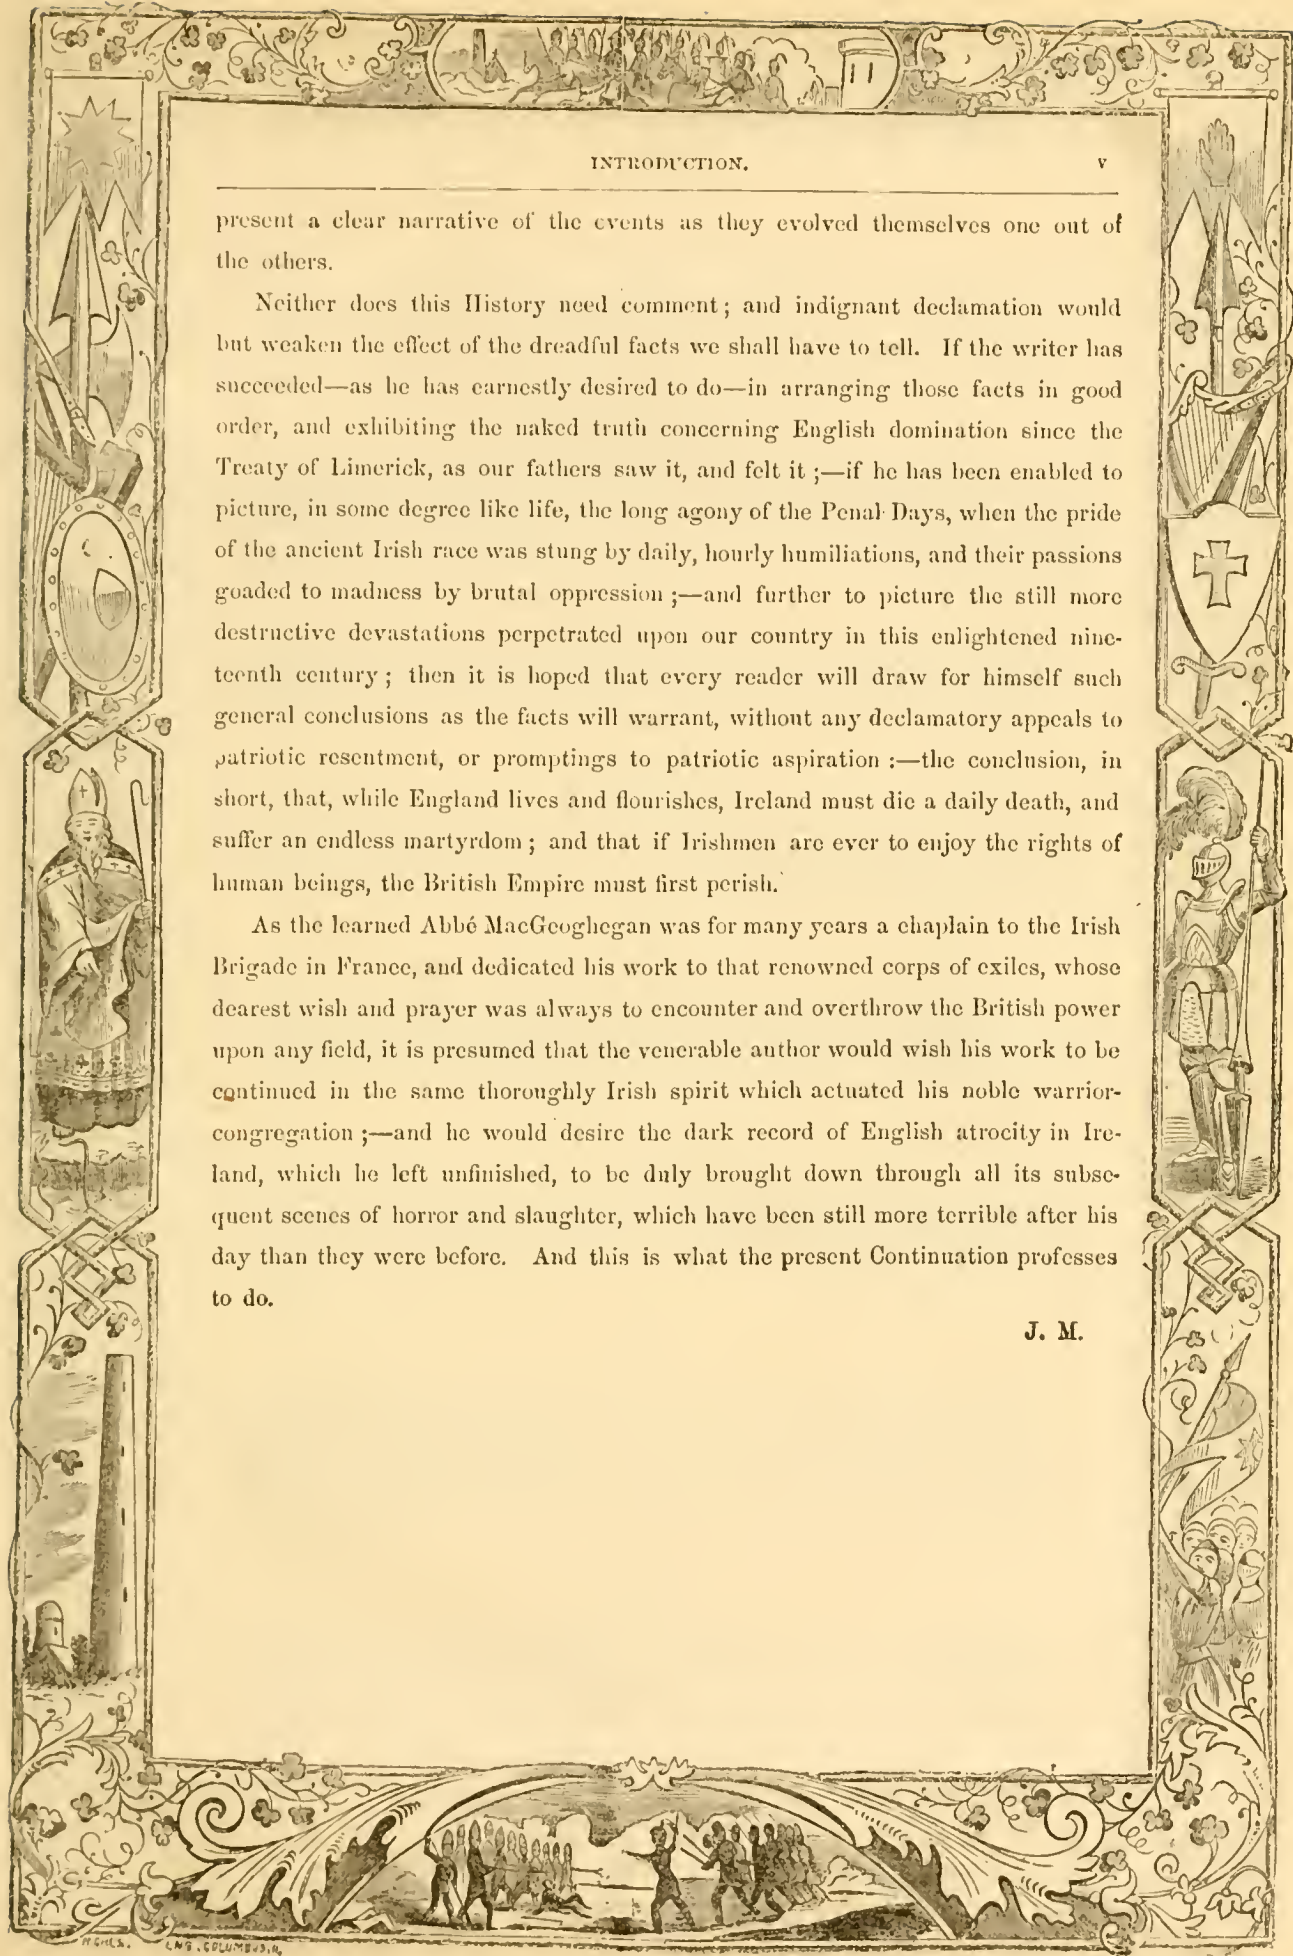 INTRODUCTION. v
present a clear narrative of the events as they evolved themselves one out of
the others.
Neither does this History need comment; and indignant declamation would
but weaken the effect of the dreadful facts we shall have to tell. If the writer has
succeeded—as he has earnestly desired to do—in arranging those facts in good
order, and exhibiting the naked truth concerning English domination since the
Treaty of Limerick, as our fathers saw it, and felt it;—if he has been enabled to
picture, in some degree like life, the long agony of the Penal Days, when the pride
of the ancient Irish race was stung by daily, hourly humiliations, and their passions
goaded to madness by brutal oppression;—and further to picture the still more
destructive devastations perpetrated upon our country in this enlightened nine-
teenth century; then it is hoped that every reader will draw for himself such
general conclusions as the facts will warrant, without any declamatory appeals to
patriotic resentment, or promptings to patriotic aspiration:—the conclusion, in
short, that, while England lives and flourishes, Ireland must die a daily death, and
suffer an endless martyrdom; and that if Irishmen are ever to enjoy the rights of
human beings, the British Empire must first perish.
As the learned Abbé MacGeoghegan was for many years a chaplain to the Irish
Brigade in France, and dedicated his work to that renowned corps of exiles, whose
dearest wish and prayer was always to encounter and overthrow the British power
upon any field, it is presumed that the venerable author would wish his work to be
continued in the same thoroughly Irish spirit which actuated his noble warrior-
congregation;—and he would desire the dark record of English atrocity in Ire-
land, which he left unfinished, to be duly brought down through all its subse-
quent scenes of horror and slaughter, which have been still more terrible after his
day than they were before. And this is what the present Continuation professes
to do.
J. M.